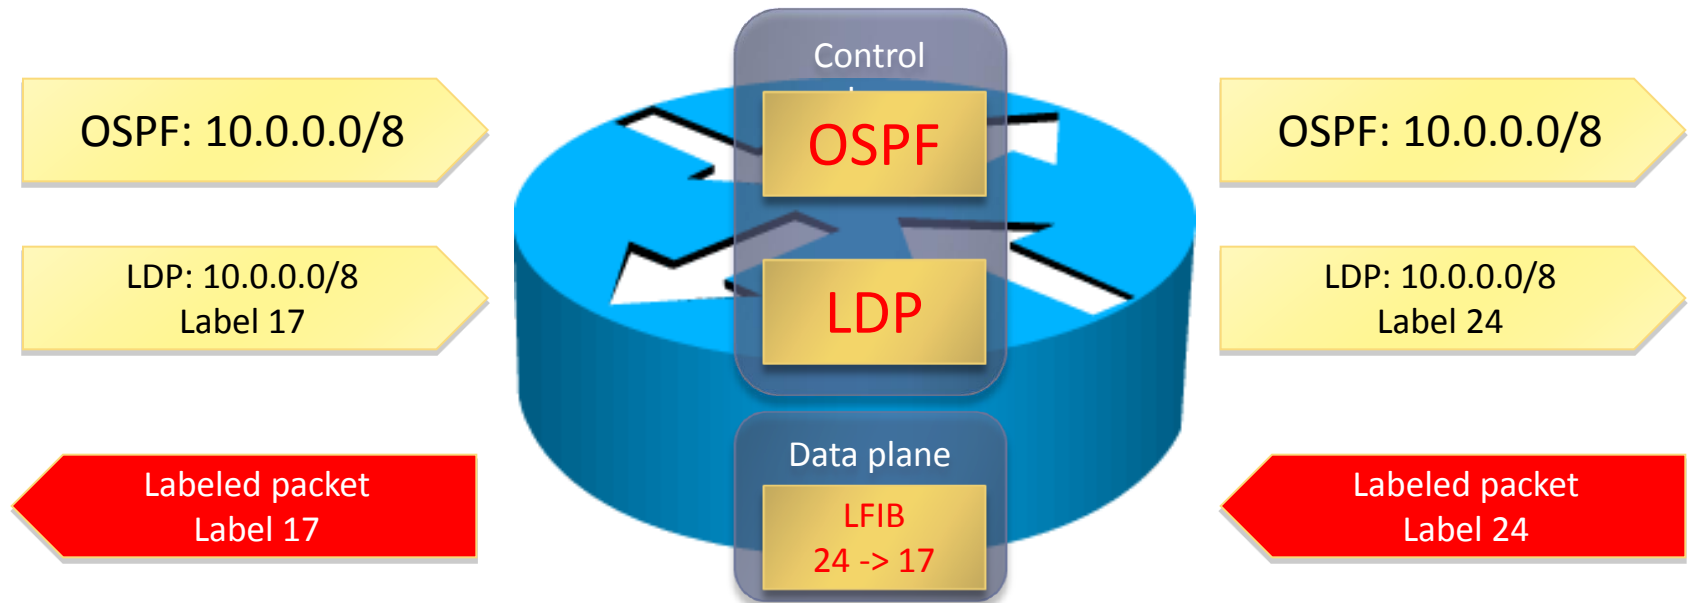 Control
OSPF: 10.0.0.0/8
OSPF
OSPF: 10.0.0.0/8
LDP: 10.0.0.0/8
Label 17
LDP
LDP: 10.0.0.0/8
Label 24
Data plane
Labeled packet
Label 17
LFIB
24 -> 17
Labeled packet
Label 24